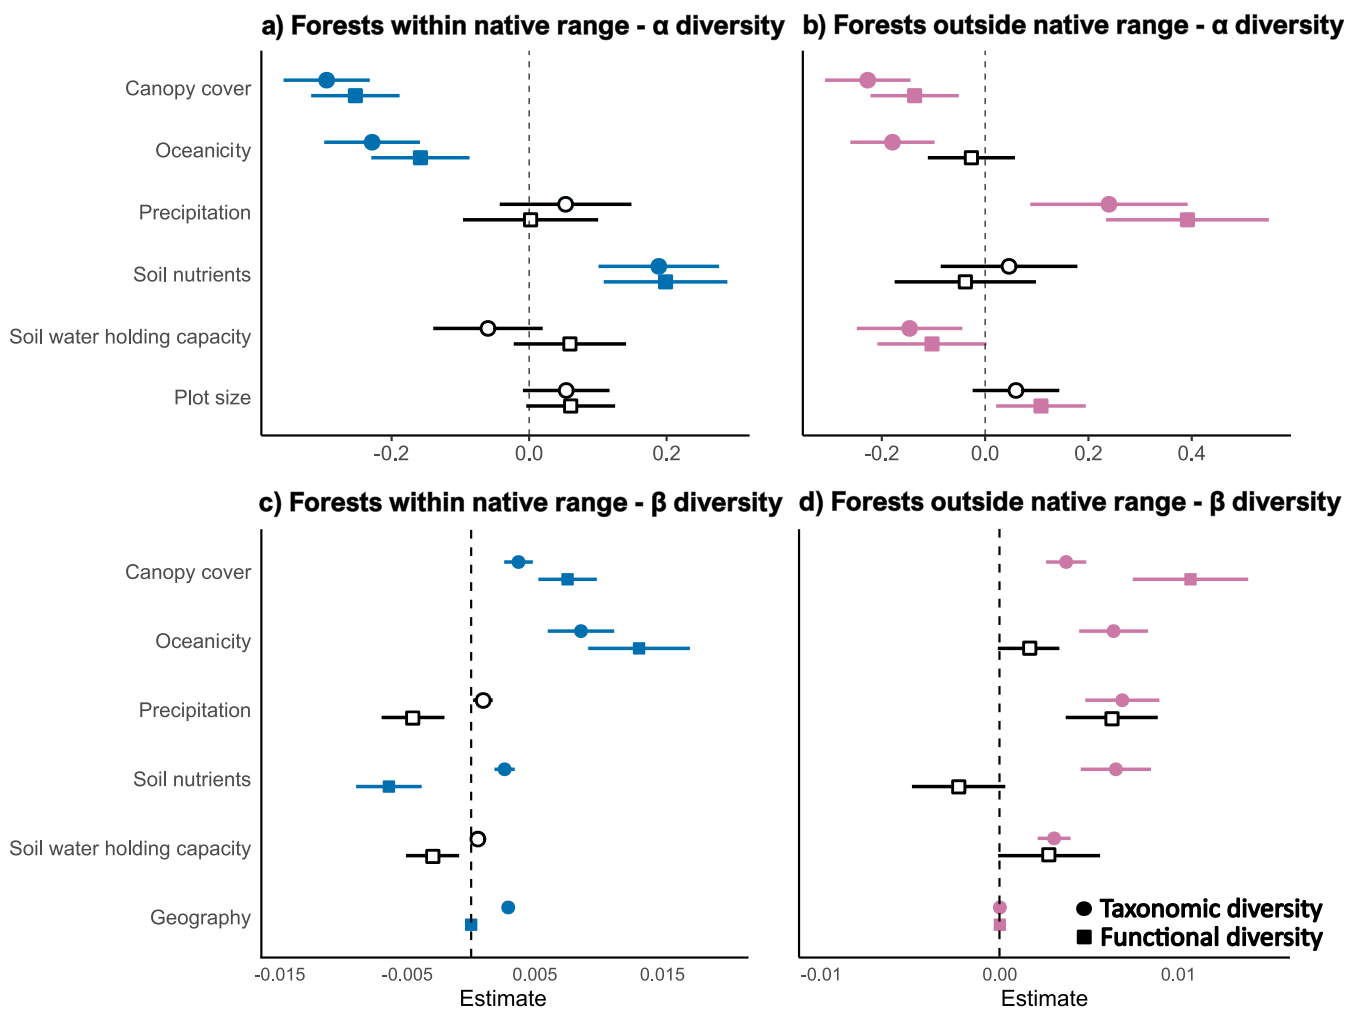 a) Forests within native range - α diversity
b) Forests outside native range - α diversity
Canopy cover
Oceanicity
Precipitation
Soil nutrients
Soil water holding capacity
Plot size
-0.2 0.0 0.2
-0.2 0.0 0.2 0.4
c) Forests within native range - β diversity
d) Forests outside native range - β diversity
Canopy cover
Oceanicity
Precipitation
Soil nutrients
Soil water holding capacity
Geography
Taxonomic diversity
Functional diversity
-0.015 -0.005 0.005 0.015
-0.01 0.00 0.01
Estimate
Estimate